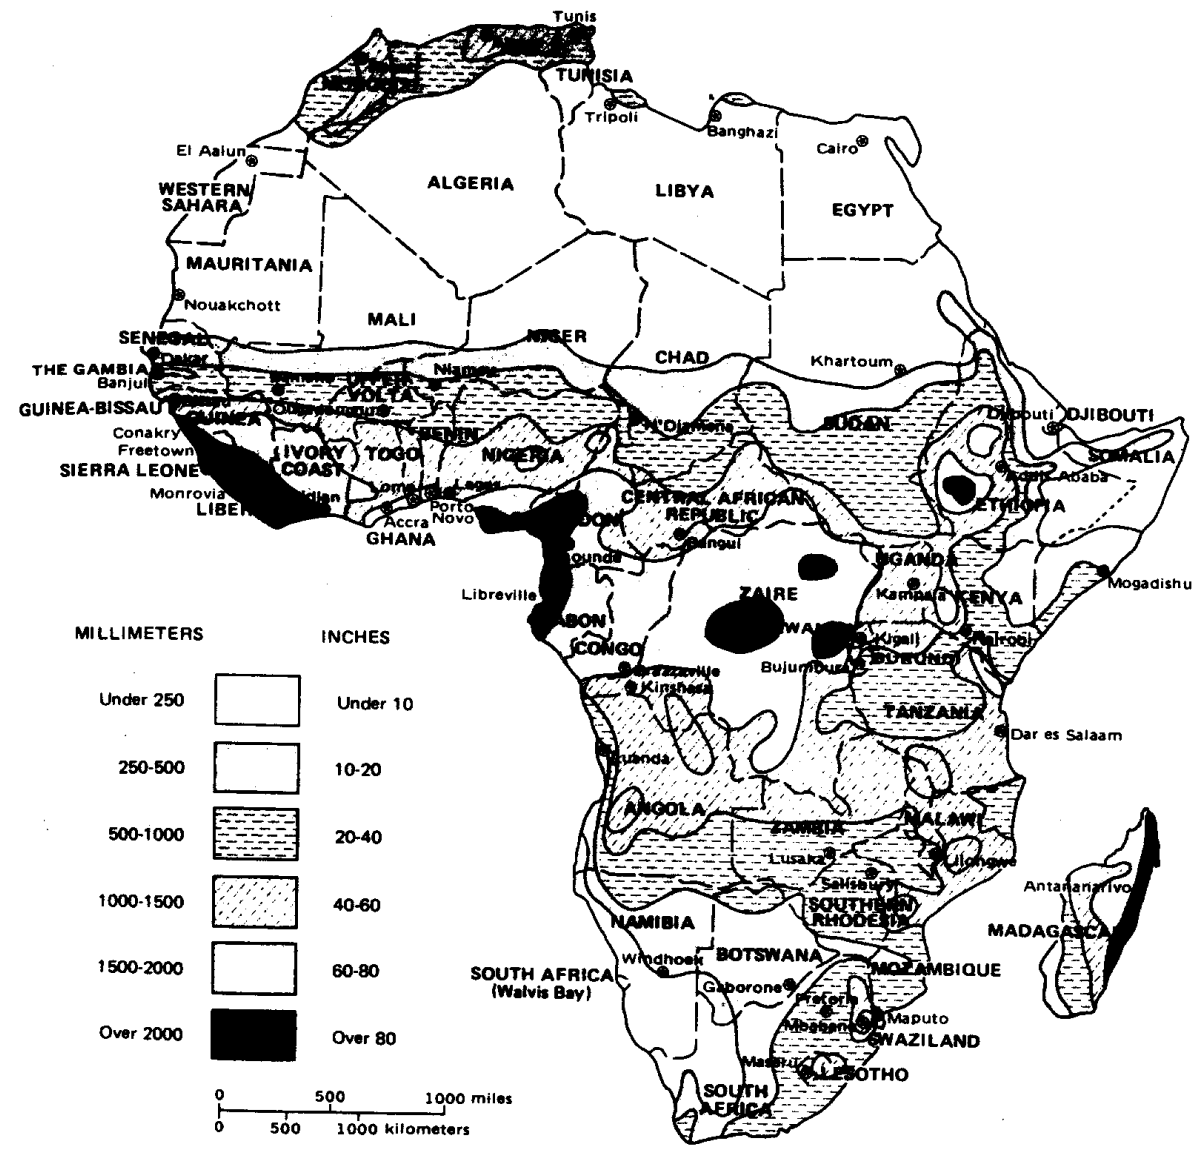 Tunis
TUNISIA
Tripoli
Banghazi
Cairo
El Aaiun
WESTERN
SAHARA
ALGERIA
LIBYA
EGYPT
MAURITANIA
Nouakchott
MALI
NIGER
CHAD
Khartoum
SENEGAL
Dakar
THE GAMBIA
Banjul
Niamey
UPPER
VOLTA
GUINEA-BISSAU
GUINEA
Ouagadougou
BENIN
N'Djamena
SUDAN
Djibouti
DJIBOUTI
Conakry
Freetown
SIERRA LEONE
IVORY
COAST
TOGO
NIGERIA
SOMALIA
Addis Ababa
ETHIOPIA
Monrovia
Lome
Lagos
Porto
Novo
Accra
GHANA
CENTRAL AFRICAN
REPUBLIC
Bangui
UGANDA
Kampala
KENYA
Mogadishu
Libreville
ZAIRE
Kigali
Nairobi
CONGO
Brazzaville
Kinshasa
Bujumbura
BURUNDI
TANZANIA
Dar es Salaam
Luanda
ANGOLA
ZAMBIA
MALAWI
Lusaka
Lilongwe
Salisbury
SOUTHERN
RHODESIA
Antananarivo
MADAGASCA
NAMIBIA
BOTSWANA
Windhoek
MOZAMBIQUE
SOUTH AFRICA
(Walvis Bay)
Gaborone
Pretoria
Mbabane
Maputo
SWAZILAND
Maseru
LESOTHO
SOUTH
AFRICA
MILLIMETERS INCHES
Under 250 Under 10
250-500 10-20
500-1000 20-40
1000-1500 40-60
1500-2000 60-80
Over 2000 Over 80
0 500 1000 miles
0 500 1000 kilometers